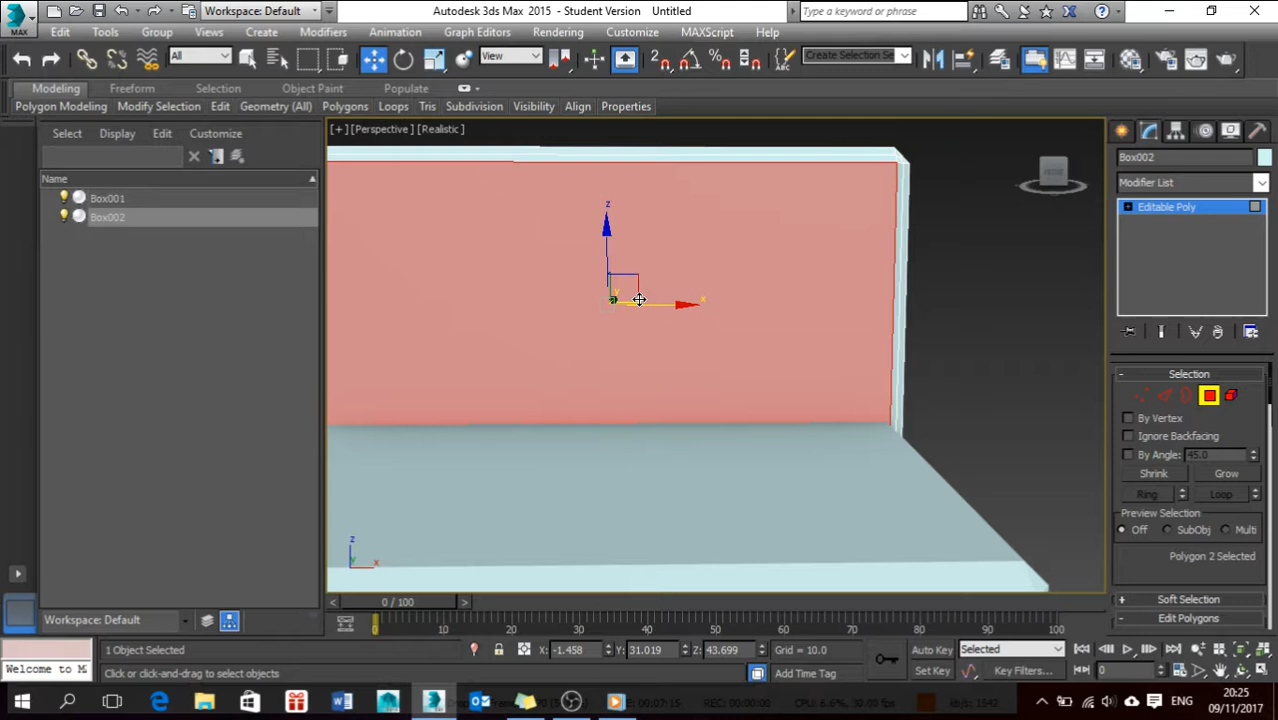 Workspace: Default
Autodesk 3ds Max 2015 - Student Version Untitled
Type a keyword or phrase
MAX
Edit Tools Group Views Create Modifiers Animation Graph Editors Rendering Customize MAXScript Help
All
View
Create Selection Se
Modeling Freeform Selection Object Paint Populate
Polygon Modeling Modify Selection Edit Geometry (All) Polygons Loops Tris Subdivision Visibility Align Properties
Select Display Edit Customize
[+] [Perspective] [Realistic]
Name
Box001
Box002
z
y
x
z
y
x
Box002
Modifier List
Editable Poly
Selection
By Vertex
Ignore Backfacing
By Angle: 45.0
Shrink Grow
Ring Loop
Preview Selection
Off SubObj Multi
Polygon 2 Selected
Soft Selection
Edit Polygons
Workspace: Default
0 / 100
0 10 20 30 40 50 60 70 80 90 100
Welcome to M
1 Object Selected
Click or click-and-drag to select objects
X: -1.458 Y: 31.019 Z: 43.699
Grid = 10.0
Add Time Tag
Auto Key Selected
Set Key Key Filters...
0
ENG
20:25
09/11/2017